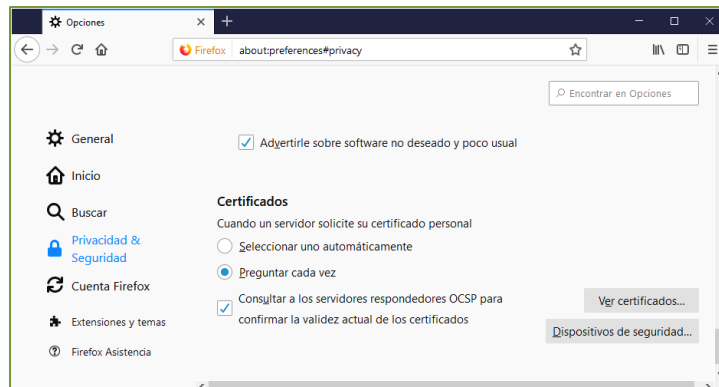 Opciones
Firefox about:preferences#privacy
Encontrar en Opciones
General
Advertirle sobre software no deseado y poco usual
Inicio
Buscar
Privacidad &
Seguridad
Cuenta Firefox
Extensiones y temas
Firefox Asistencia
Certificados
Cuando un servidor solicite su certificado personal
Seleccionar uno automáticamente
Preguntar cada vez
Consultar a los servidores respondedores OCSP para
confirmar la validez actual de los certificados
Ver certificados...
Dispositivos de seguridad...